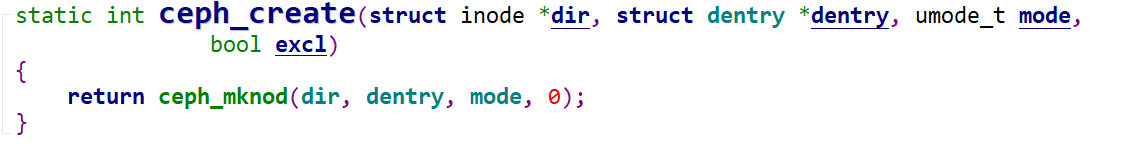 static int ceph_create(struct inode *dir, struct dentry *dentry, umode_t mode,
bool excl)
{
return ceph_mknod(dir, dentry, mode, 0);
}